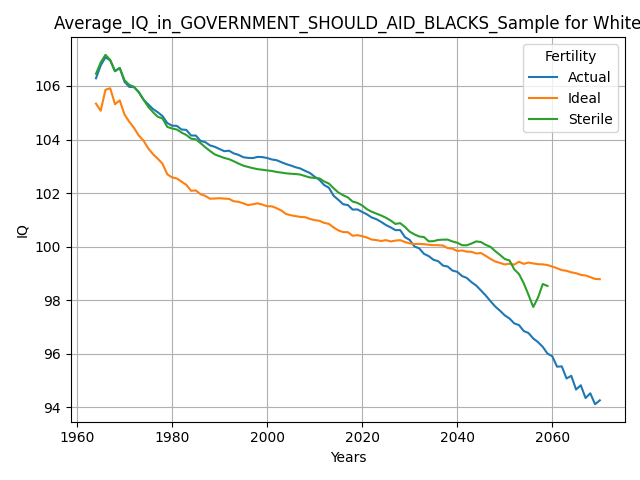 Average_IQ_in_GOVERNMENT_SHOULD_AID_BLACKS_Sample for White
Fertility
Actual
Ideal
Sterile
IQ
106
104
102
100
98
96
94
1960
1980
2000
2020
2040
2060
Years